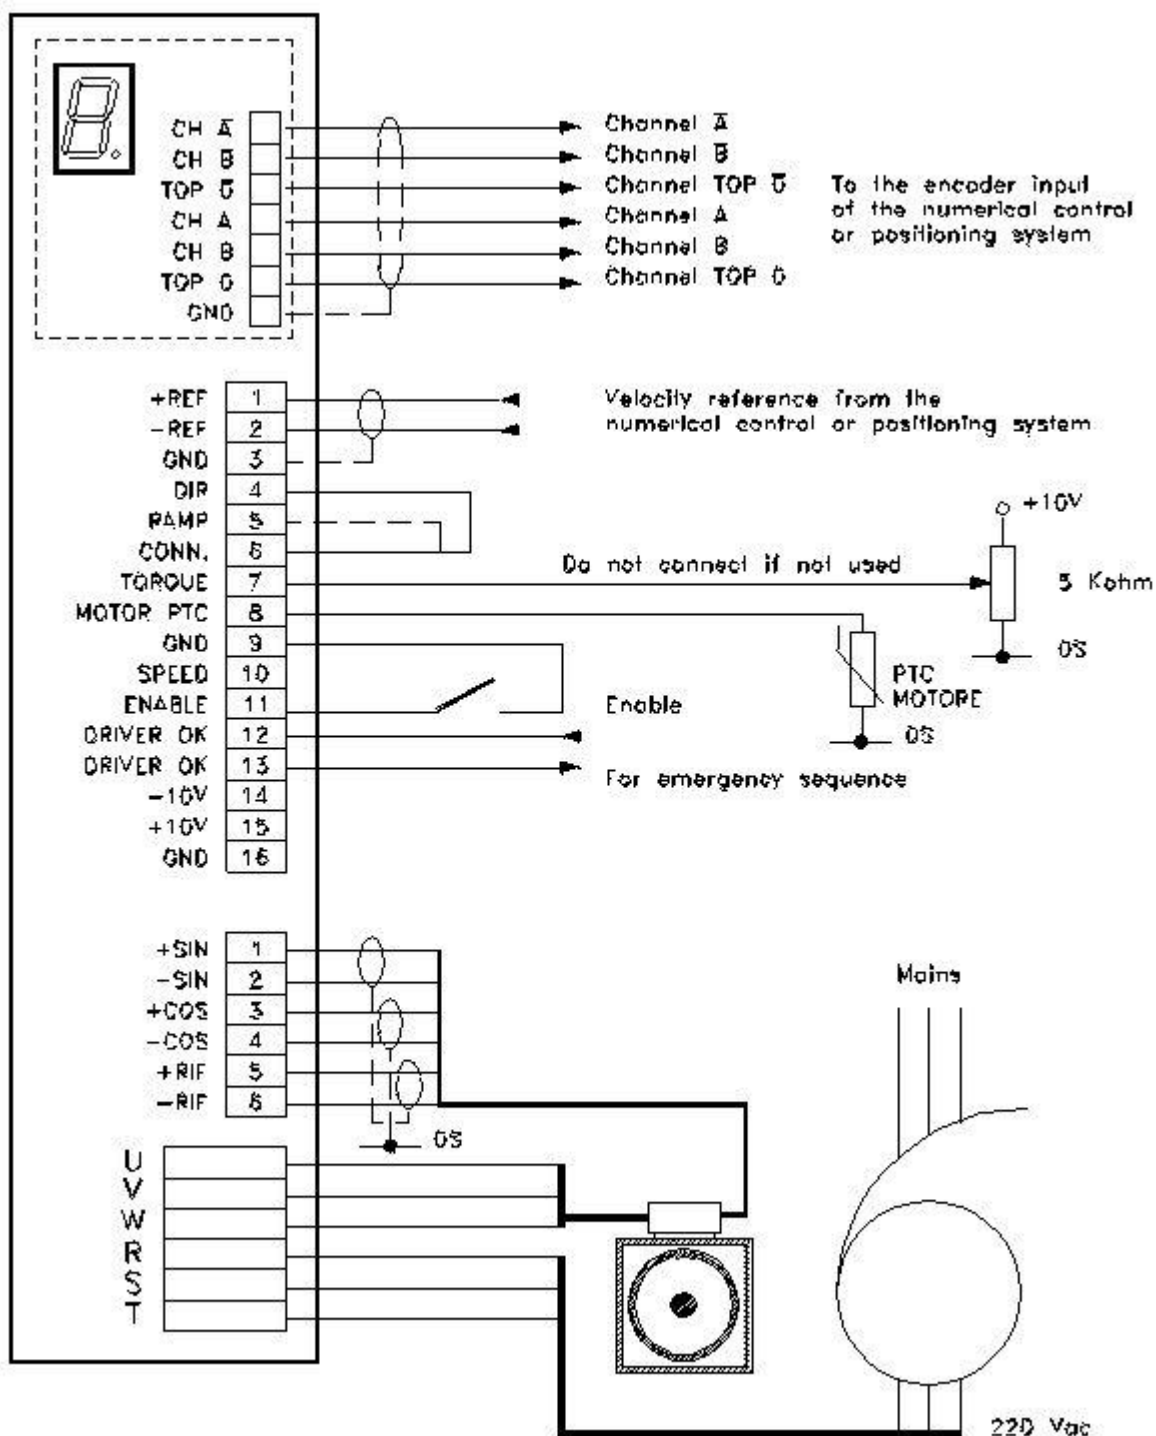 CH A̅
CH B̅
TOP 0̅
CH A
CH B
TOP 0
GND
Channel A̅
Channel B̅
Channel TOP 0̅
Channel A
Channel B
Channel TOP 0
To the encoder input
of the numerical control
or positioning system
+REF 1
-REF 2
GND 3
DIR 4
RAMP 5
CONN. 6
TORQUE 7
MOTOR PTC 8
GND 9
SPEED 10
ENABLE 11
DRIVER OK 12
DRIVER OK 13
-10V 14
+10V 15
GND 16
Velocity reference from the
numerical control or positioning system
Do not connect if not used
+10V
5 Kohm
0S
PTC
MOTORE
0S
Enable
For emergency sequence
+SIN 1
-SIN 2
+COS 3
-COS 4
+RIF 5
-RIF 6
0S
U
V
W
R
S
T
Mains
220 Vac